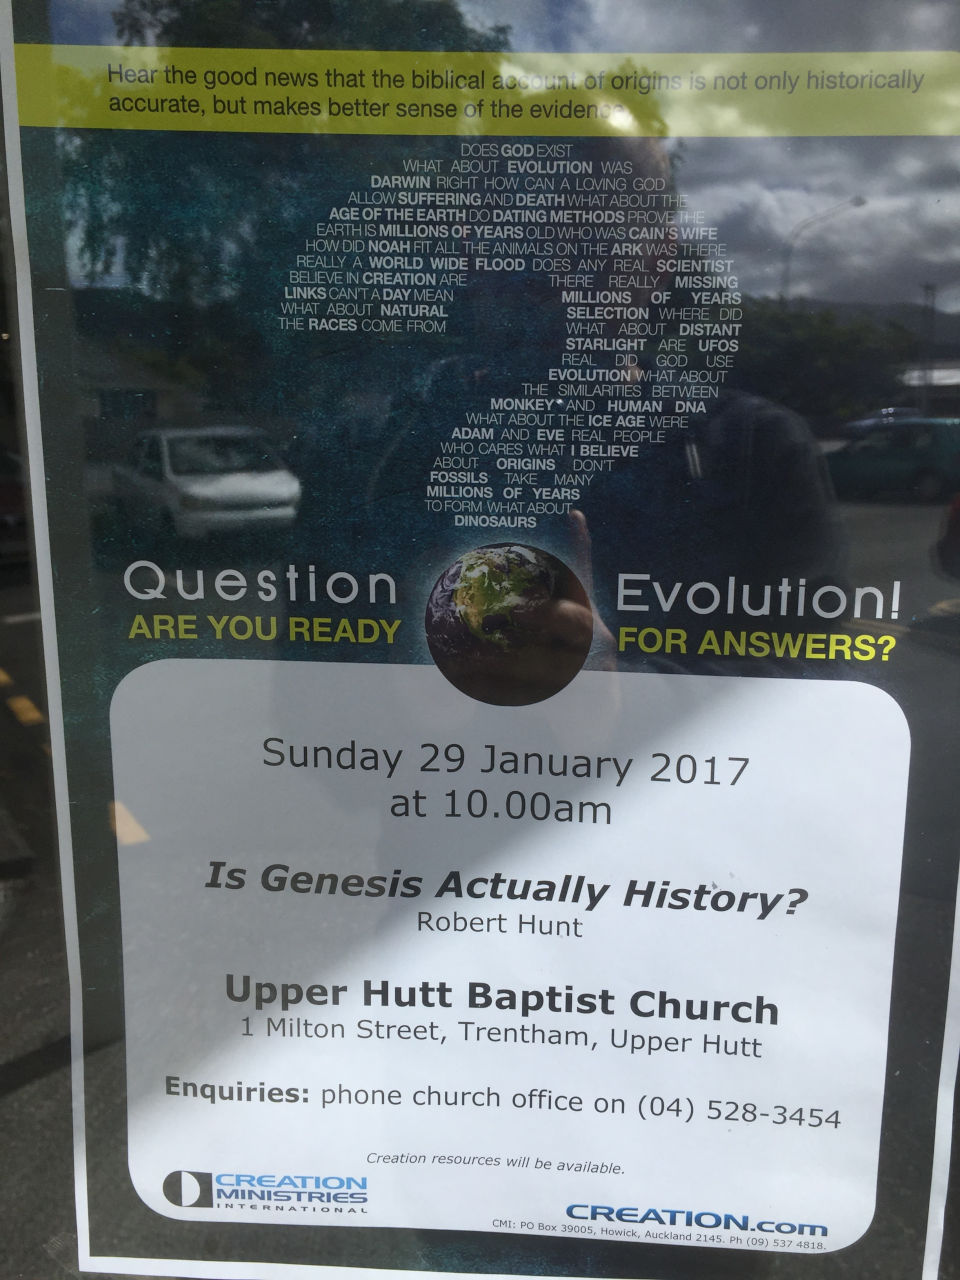 Hear the good news that the biblical account of origins is not only historically
accurate, but makes better sense of the evidence.
DOES GOD EXIST
WHAT ABOUT EVOLUTION WAS
DARWIN RIGHT HOW CAN A LOVING GOD
ALLOW SUFFERING AND DEATH WHAT ABOUT THE
AGE OF THE EARTH DO DATING METHODS PROVE THE
EARTH IS MILLIONS OF YEARS OLD WHO WAS CAIN'S WIFE
HOW DID NOAH FIT ALL THE ANIMALS ON THE ARK WAS THERE
REALLY A WORLD WIDE FLOOD DOES ANY REAL SCIENTIST
BELIEVE IN CREATION ARE THERE REALLY MISSING
LINKS CAN'T A DAY MEAN MILLIONS OF YEARS
WHAT ABOUT NATURAL SELECTION WHERE DID
THE RACES COME FROM WHAT ABOUT DISTANT
STARLIGHT ARE UFOS
REAL DID GOD USE
EVOLUTION WHAT ABOUT
THE SIMILARITIES BETWEEN
MONKEY AND HUMAN DNA
WHAT ABOUT THE ICE AGE WERE
ADAM AND EVE REAL PEOPLE
WHO CARES WHAT I BELIEVE
ABOUT ORIGINS DON'T
FOSSILS TAKE MANY
MILLIONS OF YEARS
TO FORM WHAT ABOUT
DINOSAURS
Question Evolution!
ARE YOU READY FOR ANSWERS?
Sunday 29 January 2017
at 10.00am
Is Genesis Actually History?
Robert Hunt
Upper Hutt Baptist Church
1 Milton Street, Trentham, Upper Hutt
Enquiries: phone church office on (04) 528-3454
Creation resources will be available.
CREATION
MINISTRIES
INTERNATIONAL
CREATION.com
CMI: PO Box 39005, Howick, Auckland 2145. Ph (09) 537 4818.